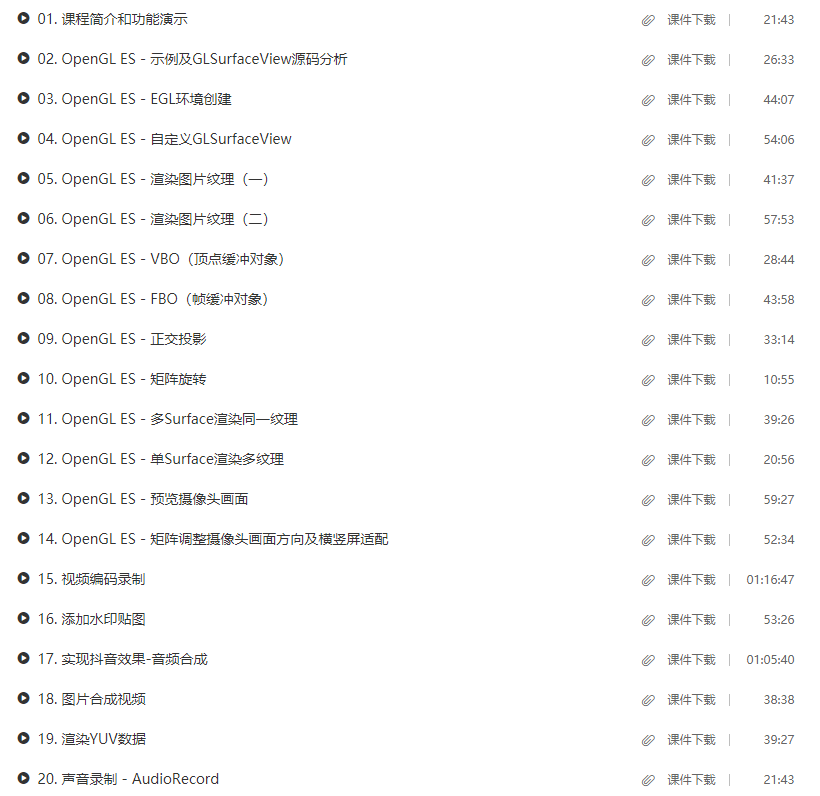 01. 课程简介和功能演示 课件下载 | 21:43
02. OpenGL ES - 示例及GLSurfaceView源码分析 课件下载 | 26:33
03. OpenGL ES - EGL环境创建 课件下载 | 44:07
04. OpenGL ES - 自定义GLSurfaceView 课件下载 | 54:06
05. OpenGL ES - 渲染图片纹理（一） 课件下载 | 41:37
06. OpenGL ES - 渲染图片纹理（二） 课件下载 | 57:53
07. OpenGL ES - VBO（顶点缓冲对象） 课件下载 | 28:44
08. OpenGL ES - FBO（帧缓冲对象） 课件下载 | 43:58
09. OpenGL ES - 正交投影 课件下载 | 33:14
10. OpenGL ES - 矩阵旋转 课件下载 | 10:55
11. OpenGL ES - 多Surface渲染同一纹理 课件下载 | 39:26
12. OpenGL ES - 单Surface渲染多纹理 课件下载 | 20:56
13. OpenGL ES - 预览摄像头画面 课件下载 | 59:27
14. OpenGL ES - 矩阵调整摄像头画面方向及横竖屏适配 课件下载 | 52:34
15. 视频编码录制 课件下载 | 01:16:47
16. 添加水印贴图 课件下载 | 53:26
17. 实现抖音效果-音频合成 课件下载 | 01:05:40
18. 图片合成视频 课件下载 | 38:38
19. 渲染YUV数据 课件下载 | 39:27
20. 声音录制 - AudioRecord 课件下载 | 21:43